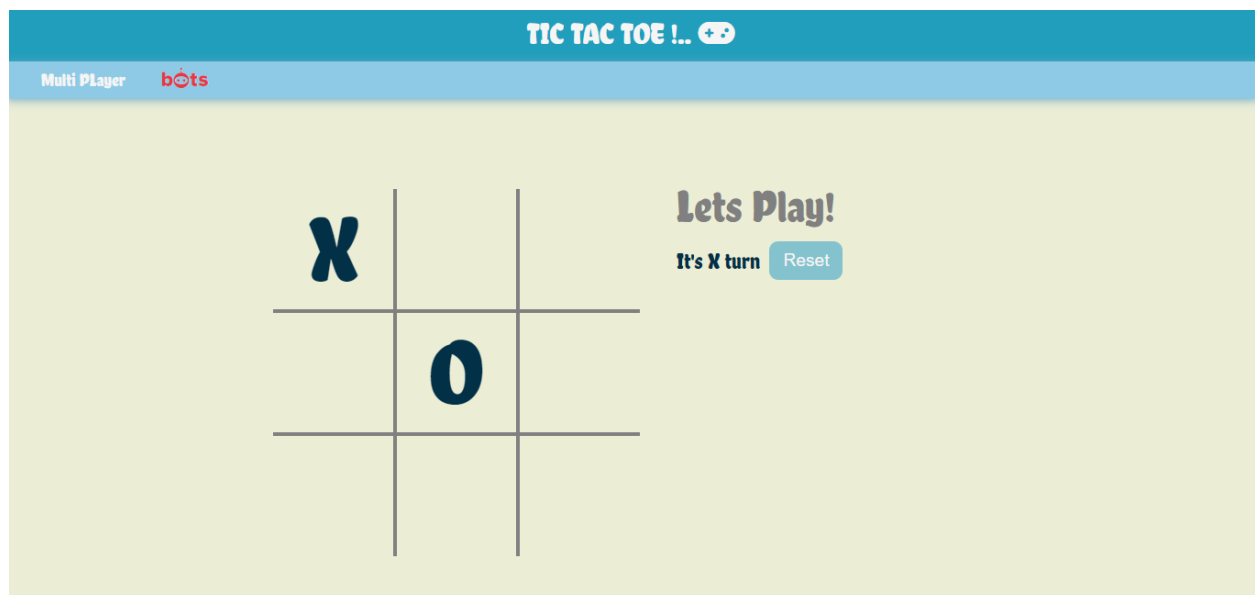 TIC TAC TOE !..
Multi PLayer bots
Lets Play!
It's X turn Reset
X
O